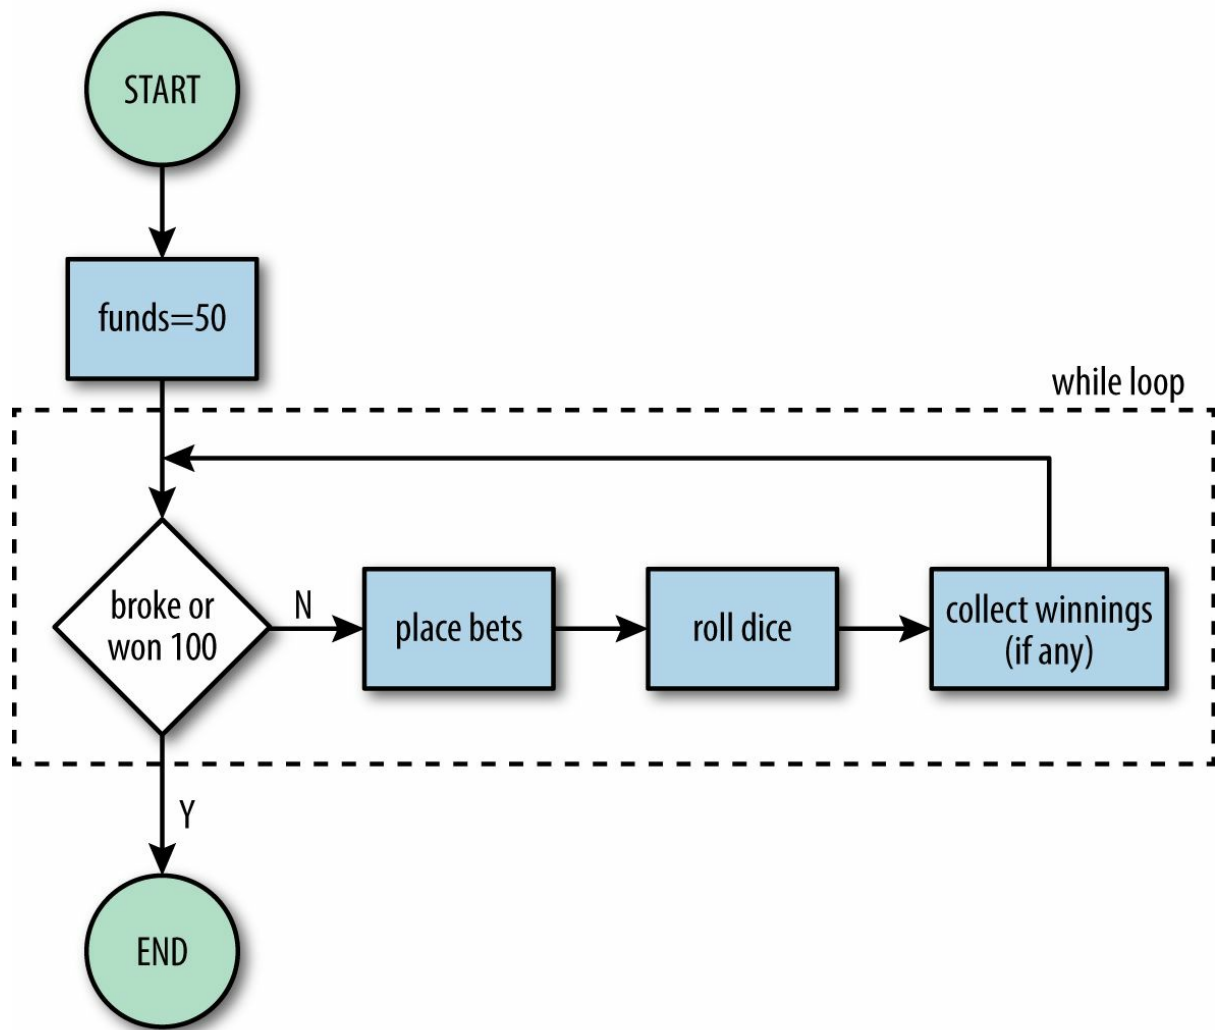 START
funds=50
while loop
broke or
won 100
N
place bets
roll dice
collect winnings
(if any)
Y
END